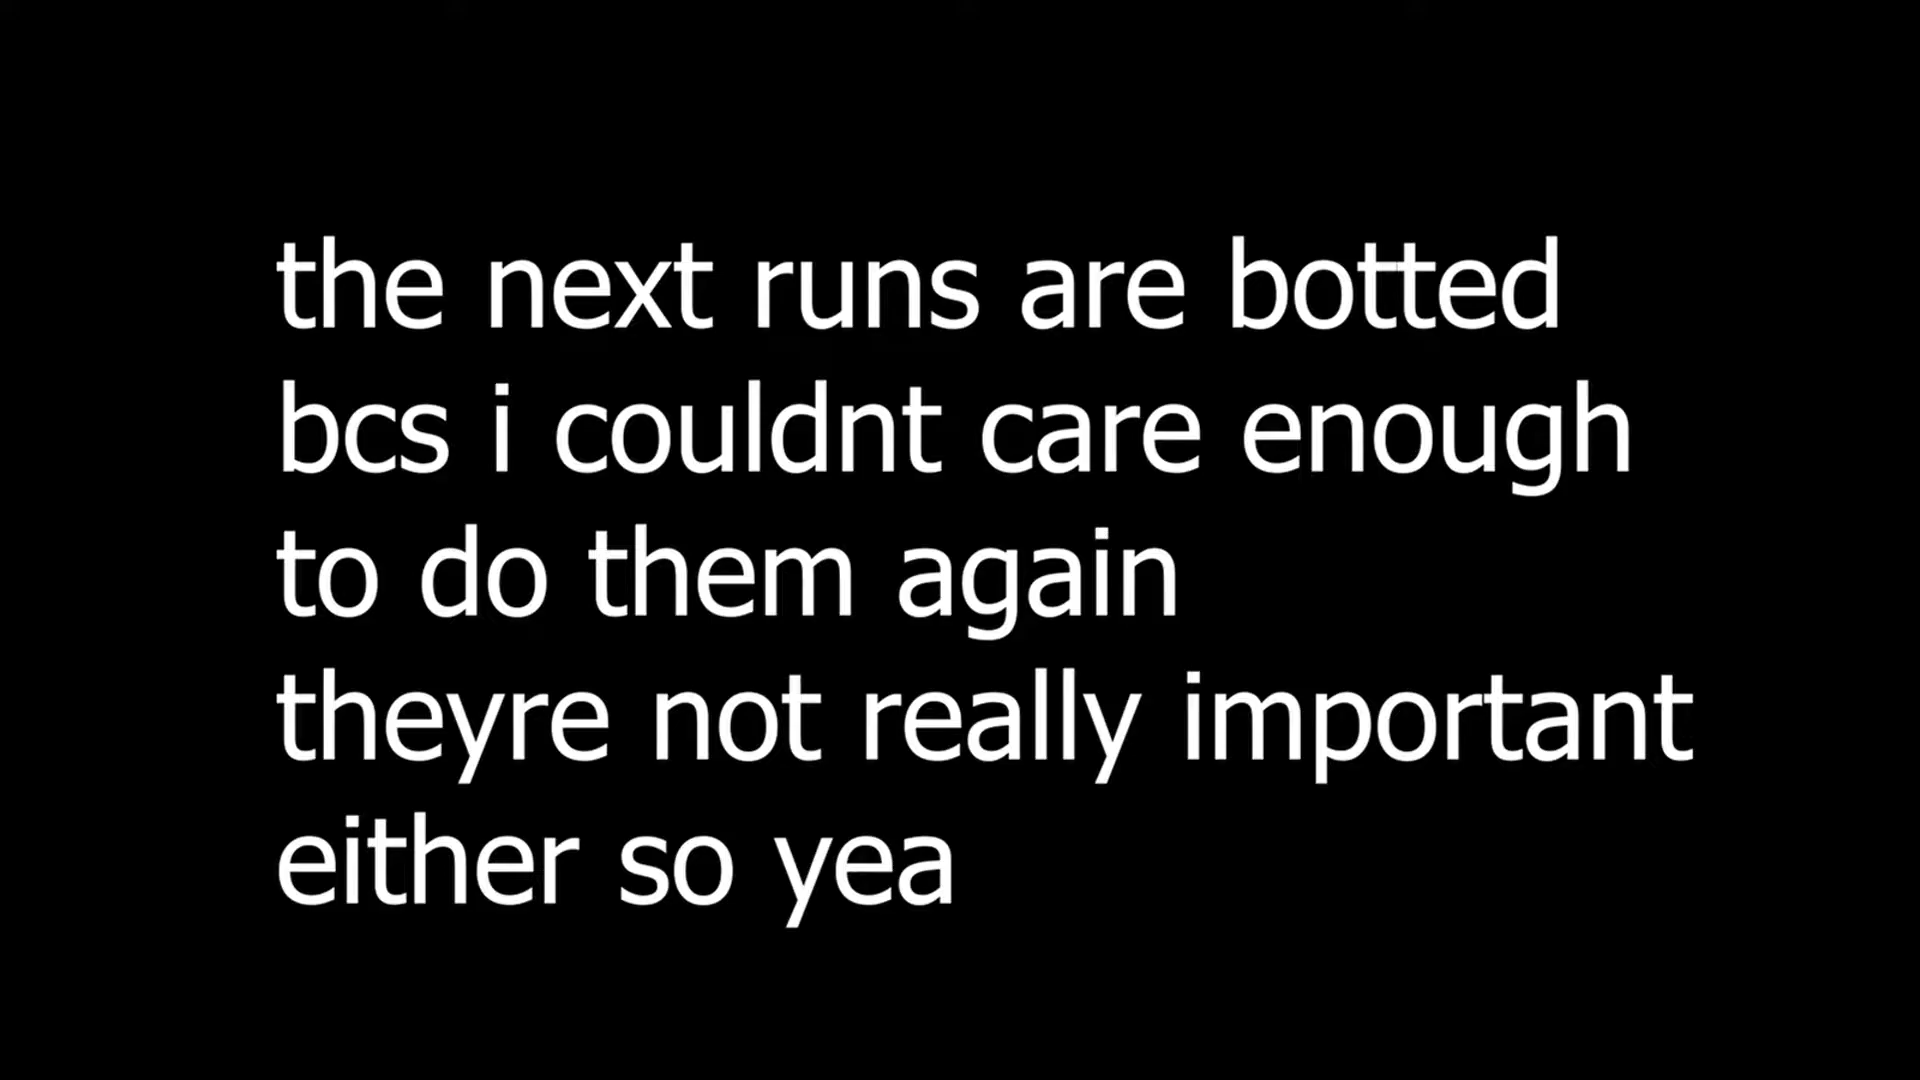 the next runs are botted
bcs i couldnt care enough
to do them again
theyre not really important
either so yea